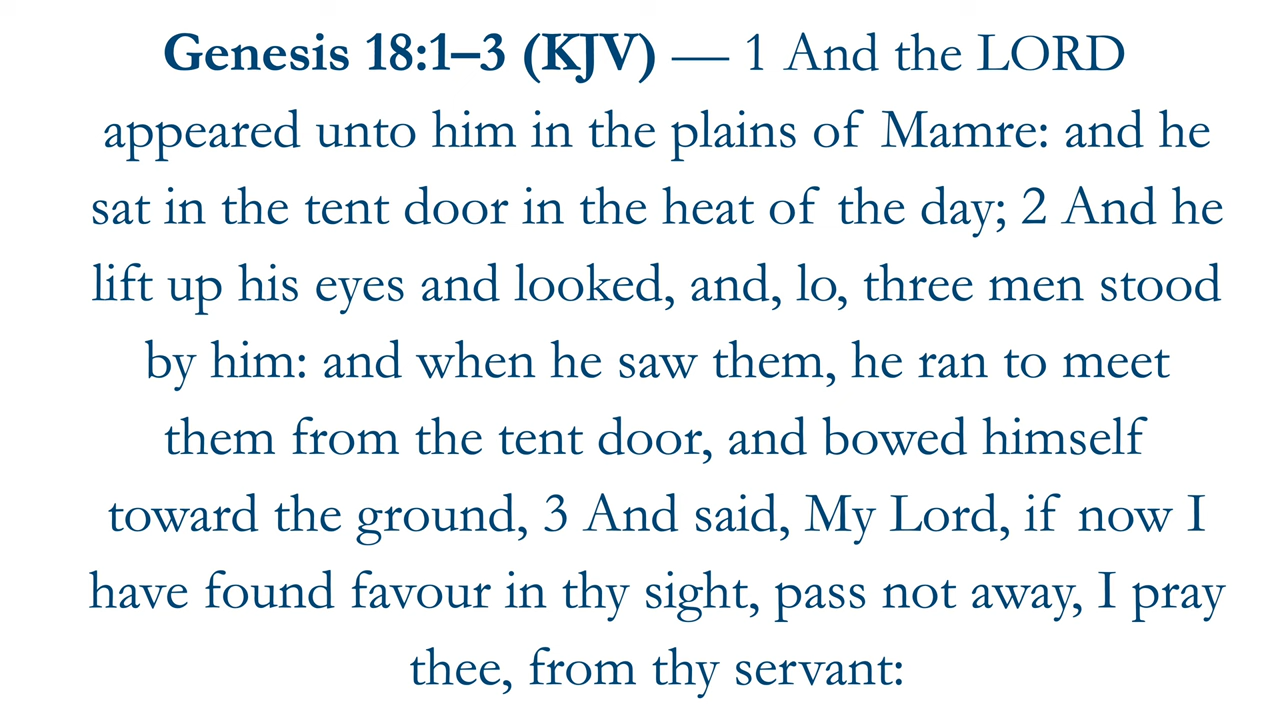 Genesis 18:1–3 (KJV) — 1 And the LORD
appeared unto him in the plains of Mamre: and he
sat in the tent door in the heat of the day; 2 And he
lift up his eyes and looked, and, lo, three men stood
by him: and when he saw them, he ran to meet
them from the tent door, and bowed himself
toward the ground, 3 And said, My Lord, if now I
have found favour in thy sight, pass not away, I pray
thee, from thy servant: